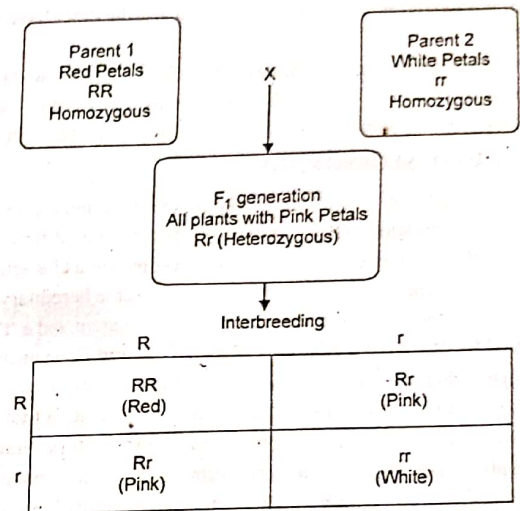 Parent 1
Red Petals
RR
Homozygous
X
Parent 2
White Petals
rr
Homozygous
F₁ generation
All plants with Pink Petals
Rr (Heterozygous)
Interbreeding
R r
R RR Rr
(Red) (Pink)
r Rr rr
(Pink) (White)